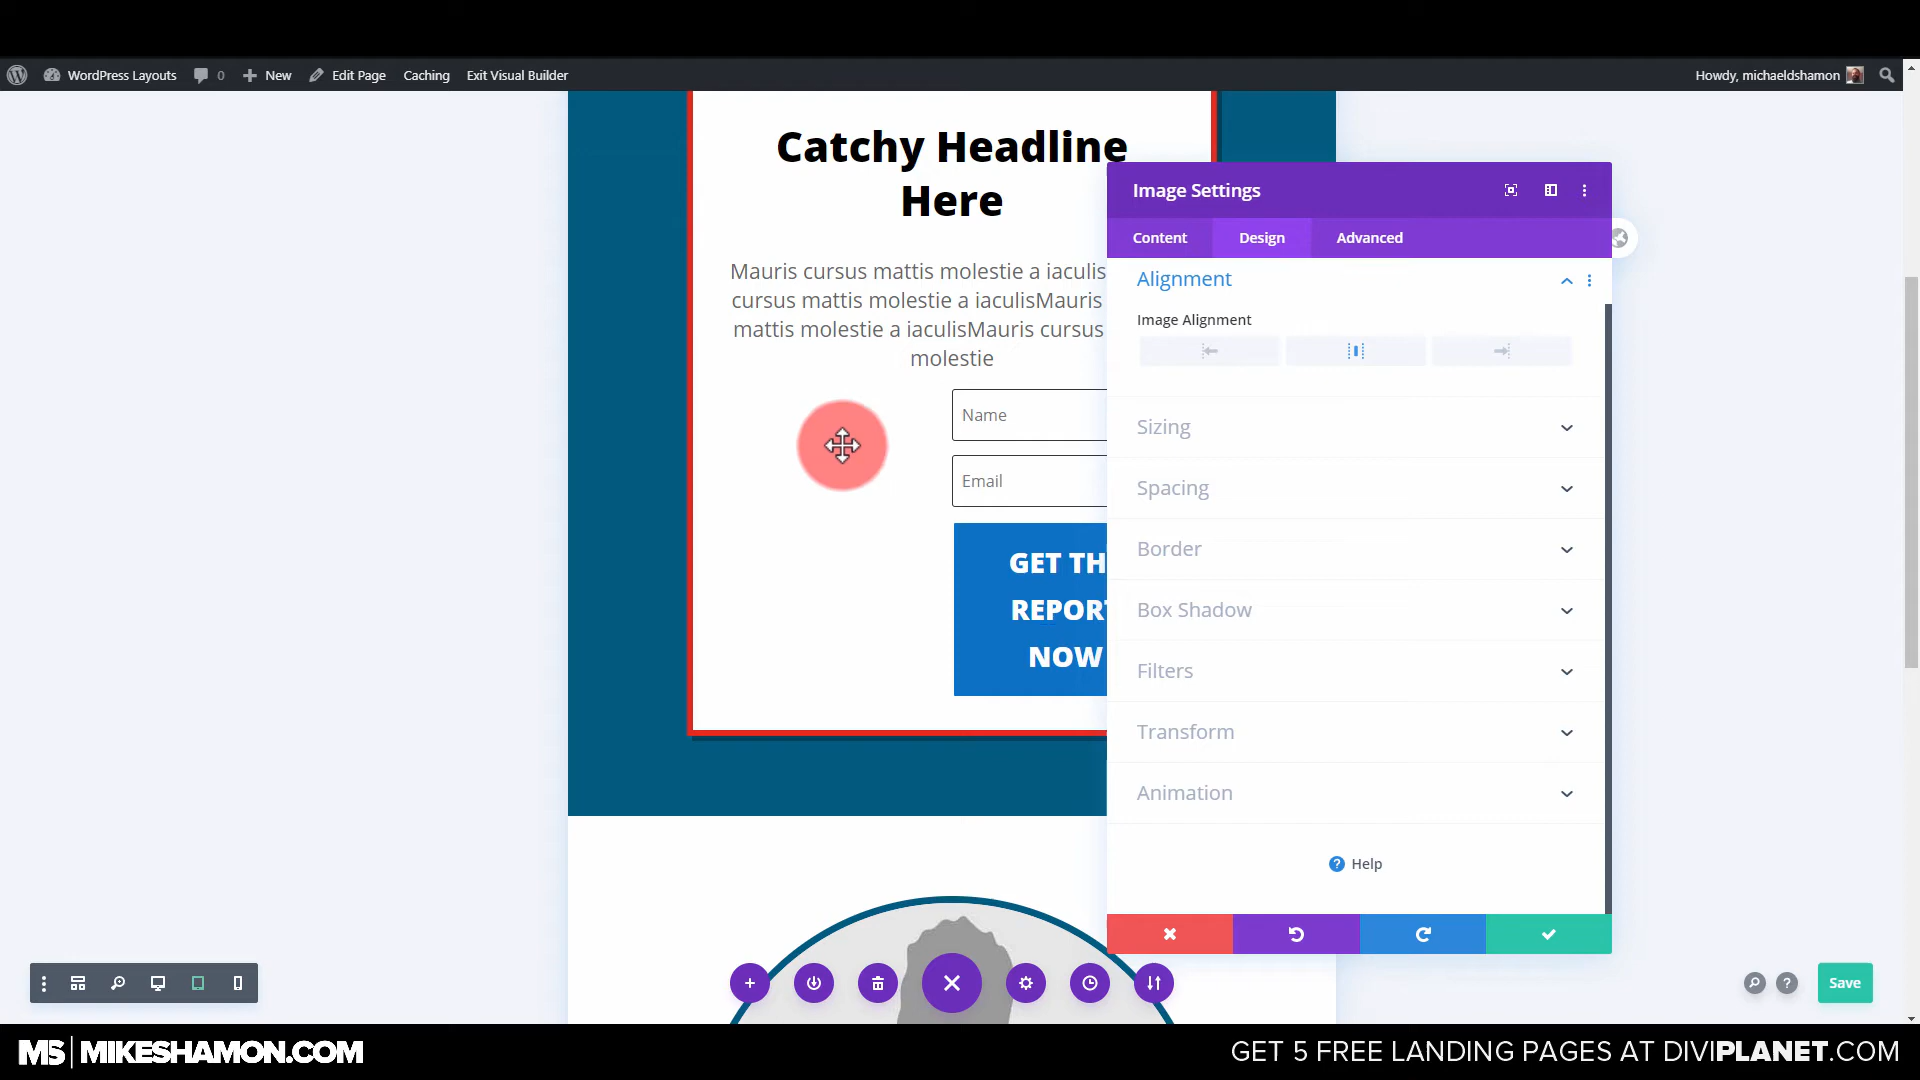 WordPress Layouts 0 New Edit Page Caching Exit Visual Builder Howdy, michaeldshamon
Catchy Headline
Here
Mauris cursus mattis molestie a iaculis
cursus mattis molestie a iaculisMauris
mattis molestie a iaculisMauris cursus
molestie
Name
Email
GET TH
REPORT
NOW
Image Settings
Content Design Advanced
Alignment
Image Alignment
Sizing
Spacing
Border
Box Shadow
Filters
Transform
Animation
? Help
? Save
MS MIKESHAMON.COM
GET 5 FREE LANDING PAGES AT DIVIPLANET.COM